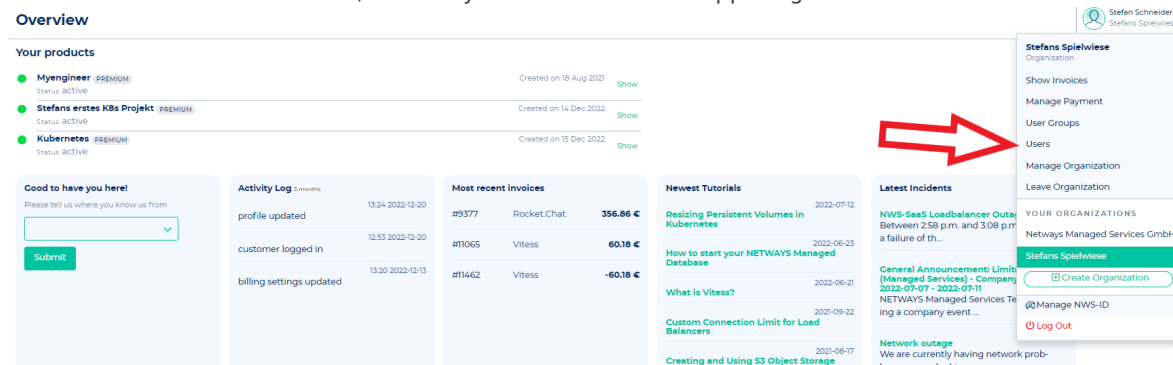 Overview
Stefan Schneider
Stefans Spielwies
Your products
Myengineer PREMIUM
Status active
Created on 18 Aug 2021
Show
Stefans erstes K8s Projekt PREMIUM
Status active
Created on 14 Dec 2022
Show
Kubernetes PREMIUM
Status active
Created on 15 Dec 2022
Show
Stefans Spielwiese
Organization
Show Invoices
Manage Payment
User Groups
Users
Manage Organization
Leave Organization
YOUR ORGANIZATIONS
Netways Managed Services GmbH
Stefans Spielwiese
Create Organization
Manage NWS-ID
Log Out
Good to have you here!
Please tell us where you know us from
Submit
Activity Log 3 months
13:24 2022-12-20
profile updated
12:53 2022-12-20
customer logged in
13:20 2022-12-13
billing settings updated
Most recent invoices
#9377 Rocket.Chat 356.86 €
#11065 Vitess 60.18 €
#11462 Vitess -60.18 €
Newest Tutorials
2022-07-12
Resizing Persistent Volumes in
Kubernetes
2022-06-23
How to start your NETWAYS Managed
Database
2022-06-21
What is Vitess?
2021-09-22
Custom Connection Limit for Load
Balancers
2021-08-17
Creating and Using S3 Object Storage
Latest Incidents
NWS-SaaS Loadbalancer Outag
Between 2:58 p.m. and 3:08 p.m
a failure of th...
General Announcement: Limit
(Managed Services) - Company
2022-07-07 - 2022-07-11
NETWAYS Managed Services Te
ing a company event ...
Network outage
We are currently having network prob-